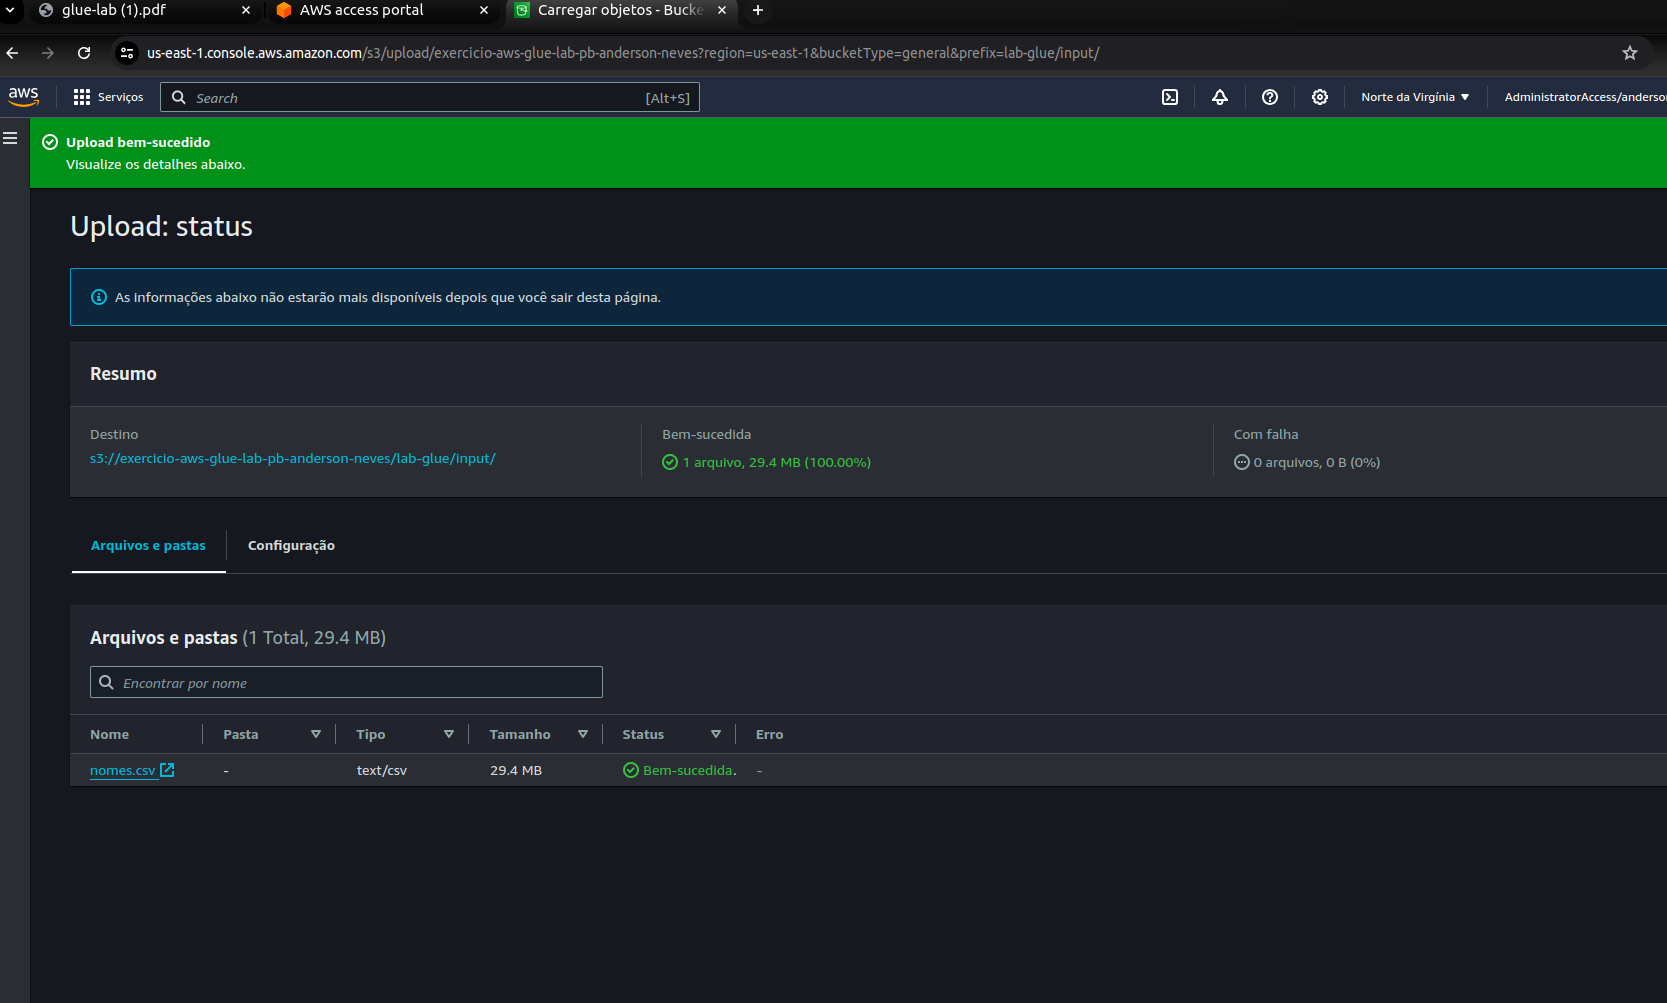 glue-lab (1).pdf
AWS access portal
Carregar objetos - Bucke
us-east-1.console.aws.amazon.com/s3/upload/exercicio-aws-glue-lab-pb-anderson-neves?region=us-east-1&bucketType=general&prefix=lab-glue/input/
aws
Serviços
Search
[Alt+S]
Norte da Virgínia
AdministratorAccess/anderso
Upload bem-sucedido
Visualize os detalhes abaixo.
Upload: status
As informações abaixo não estarão mais disponíveis depois que você sair desta página.
Resumo
Destino
s3://exercicio-aws-glue-lab-pb-anderson-neves/lab-glue/input/
Bem-sucedida
1 arquivo, 29.4 MB (100.00%)
Com falha
0 arquivos, 0 B (0%)
Arquivos e pastas
Configuração
Arquivos e pastas (1 Total, 29.4 MB)
Encontrar por nome
Nome Pasta Tipo Tamanho Status Erro
nomes.csv - text/csv 29.4 MB Bem-sucedida. -